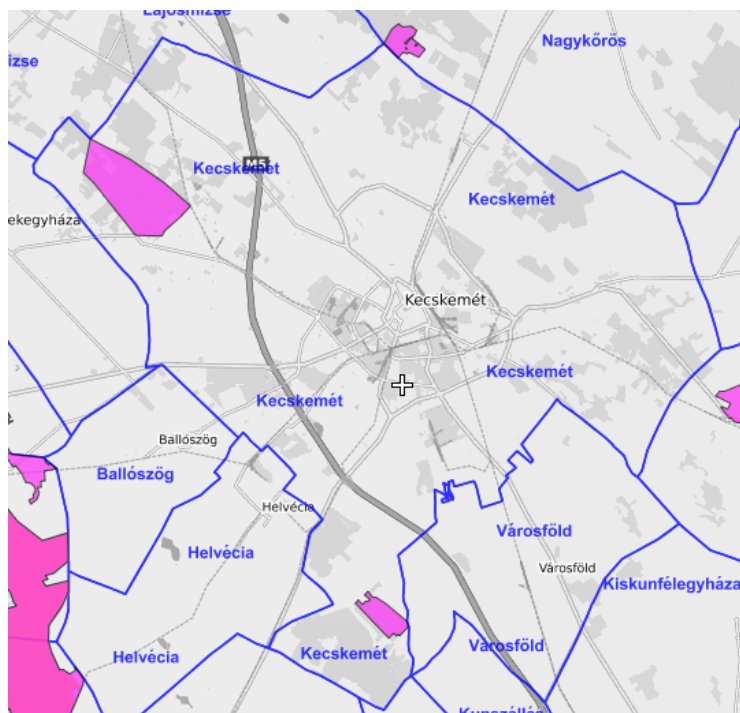 Lajosmizse
Nagykőrös
izse
M5
Kecskemét
Kecskemét
ekegyháza
Kecskemét
Kecskemét
Kecskemét
Ballószög
Ballószög
Helvécia
Városföld
Helvécia
Városföld
Kiskunfélegyháza
Helvécia
Kecskemét
Városföld
Kunszállás